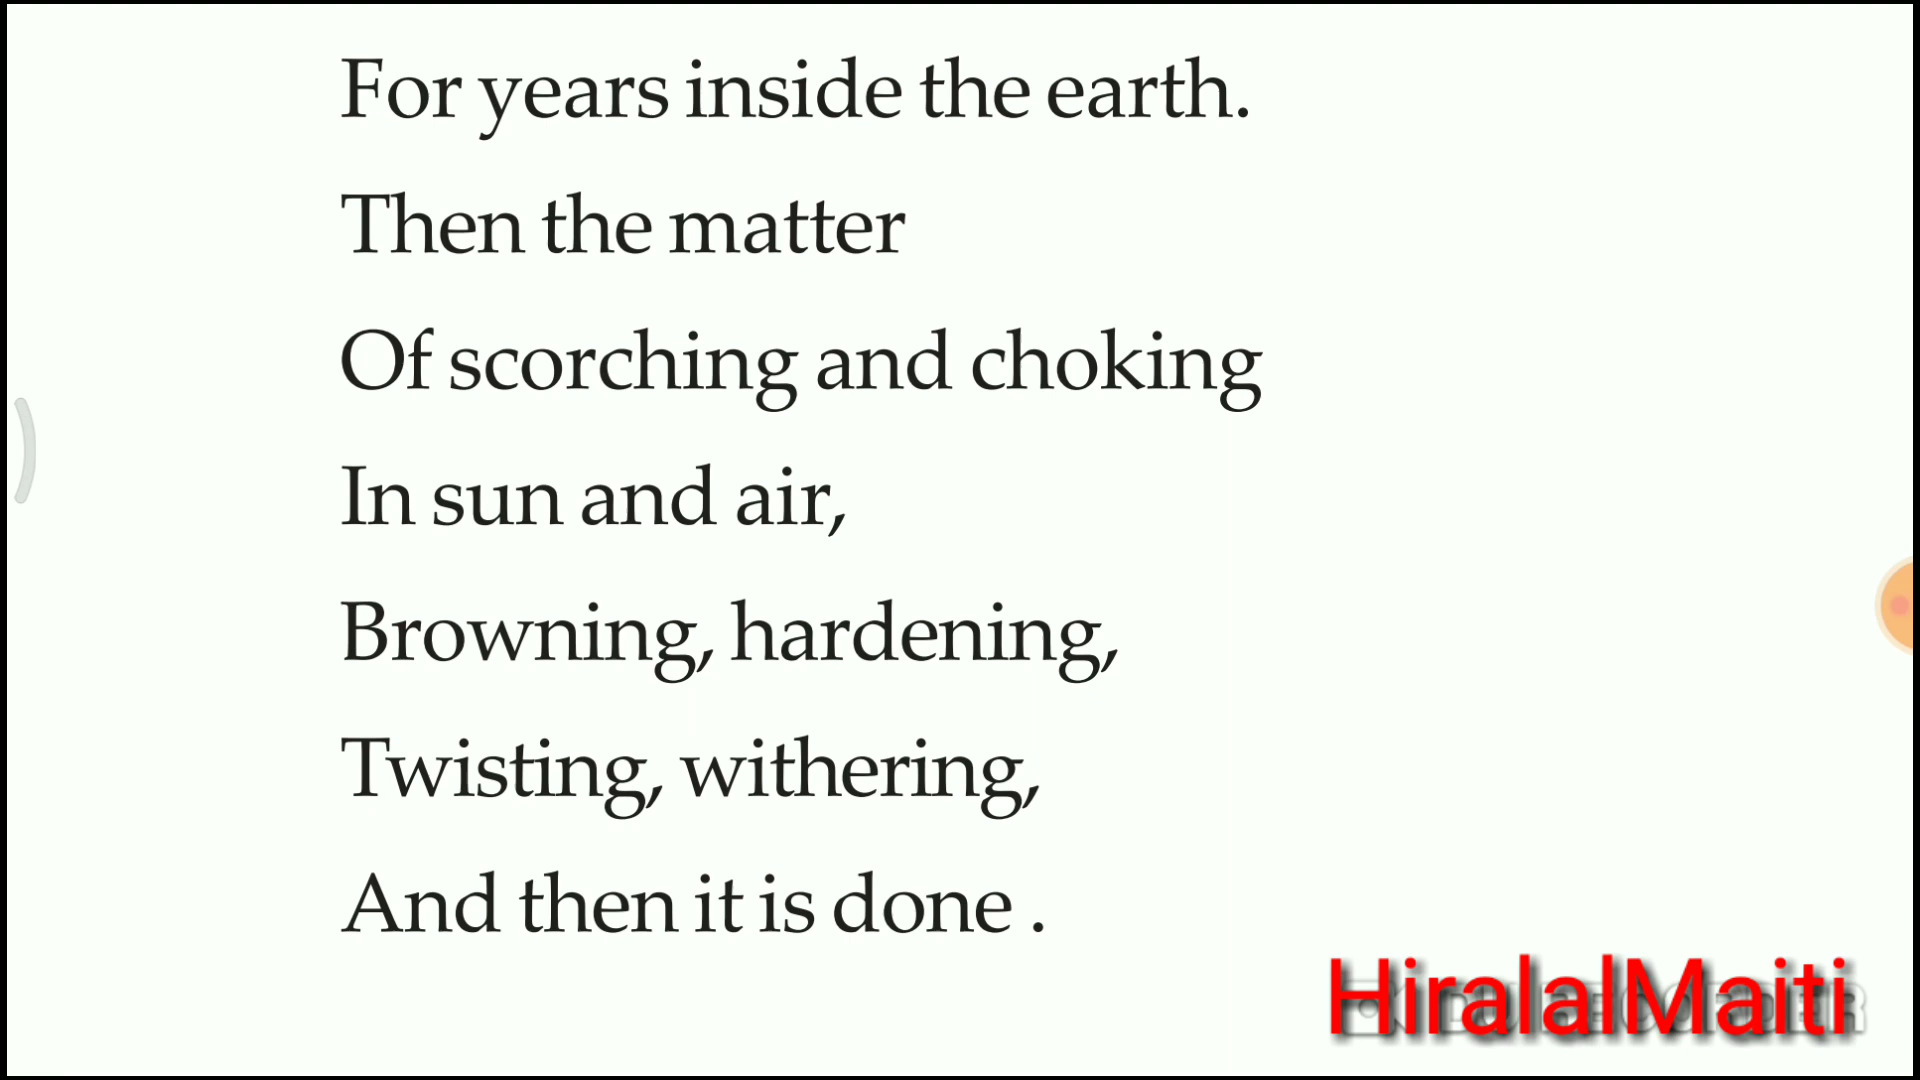 For years inside the earth.
Then the matter
Of scorching and choking
In sun and air,
Browning, hardening,
Twisting, withering,
And then it is done .
HiralalMaiti